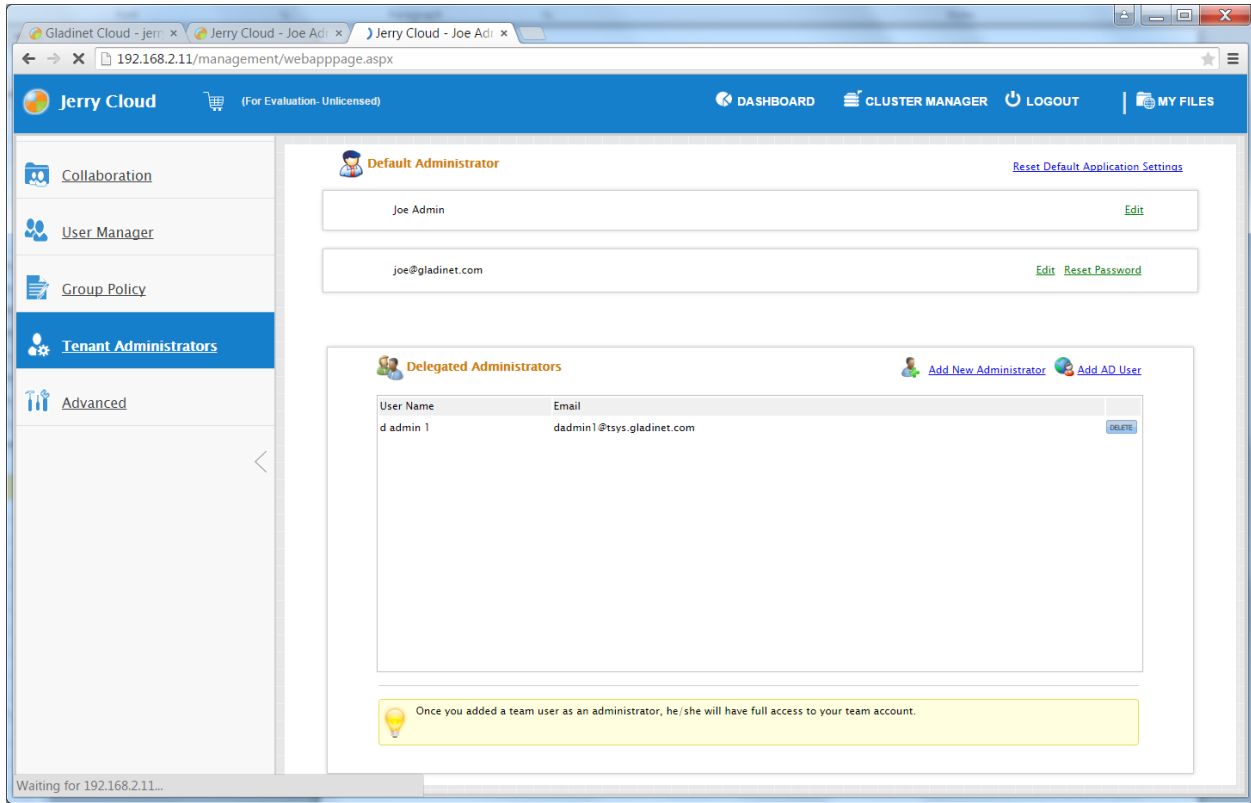 Gladinet Cloud - jerr
Jerry Cloud - Joe Adr
Jerry Cloud - Joe Adr
192.168.2.11/management/webapppage.aspx
Jerry Cloud (For Evaluation- Unlicensed) DASHBOARD CLUSTER MANAGER LOGOUT MY FILES
Collaboration
User Manager
Group Policy
Tenant Administrators
Advanced
Default Administrator Reset Default Application Settings
Joe Admin Edit
joe@gladinet.com Edit Reset Password
Delegated Administrators Add New Administrator Add AD User
User Name Email
d admin 1 dadmin1@tsys.gladinet.com DELETE
Once you added a team user as an administrator, he/she will have full access to your team account.
Waiting for 192.168.2.11...